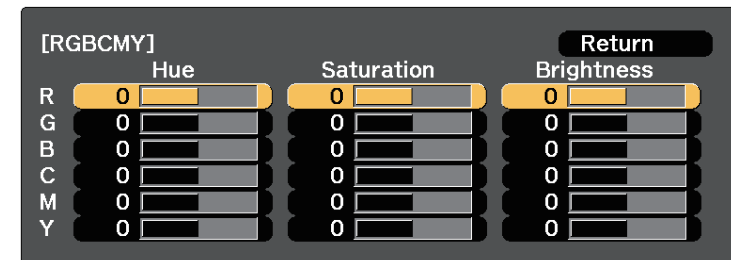 [RGBCMY] Return
Hue Saturation Brightness
R 0 0 0
G 0 0 0
B 0 0 0
C 0 0 0
M 0 0 0
Y 0 0 0